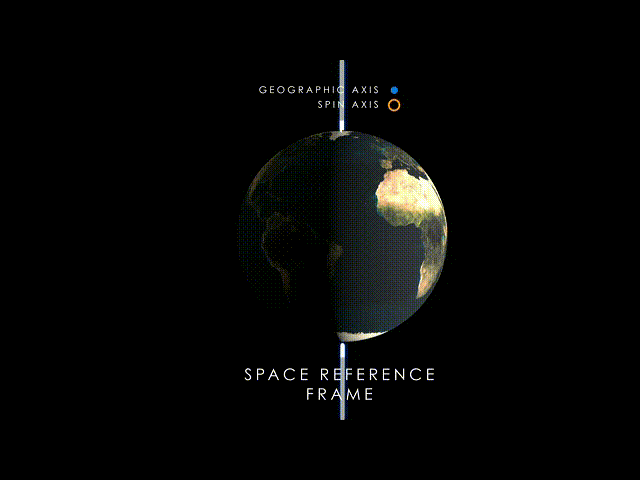 GEOGRAPHIC AXIS
SPIN AXIS
SPACE REFERENCE
FRAME